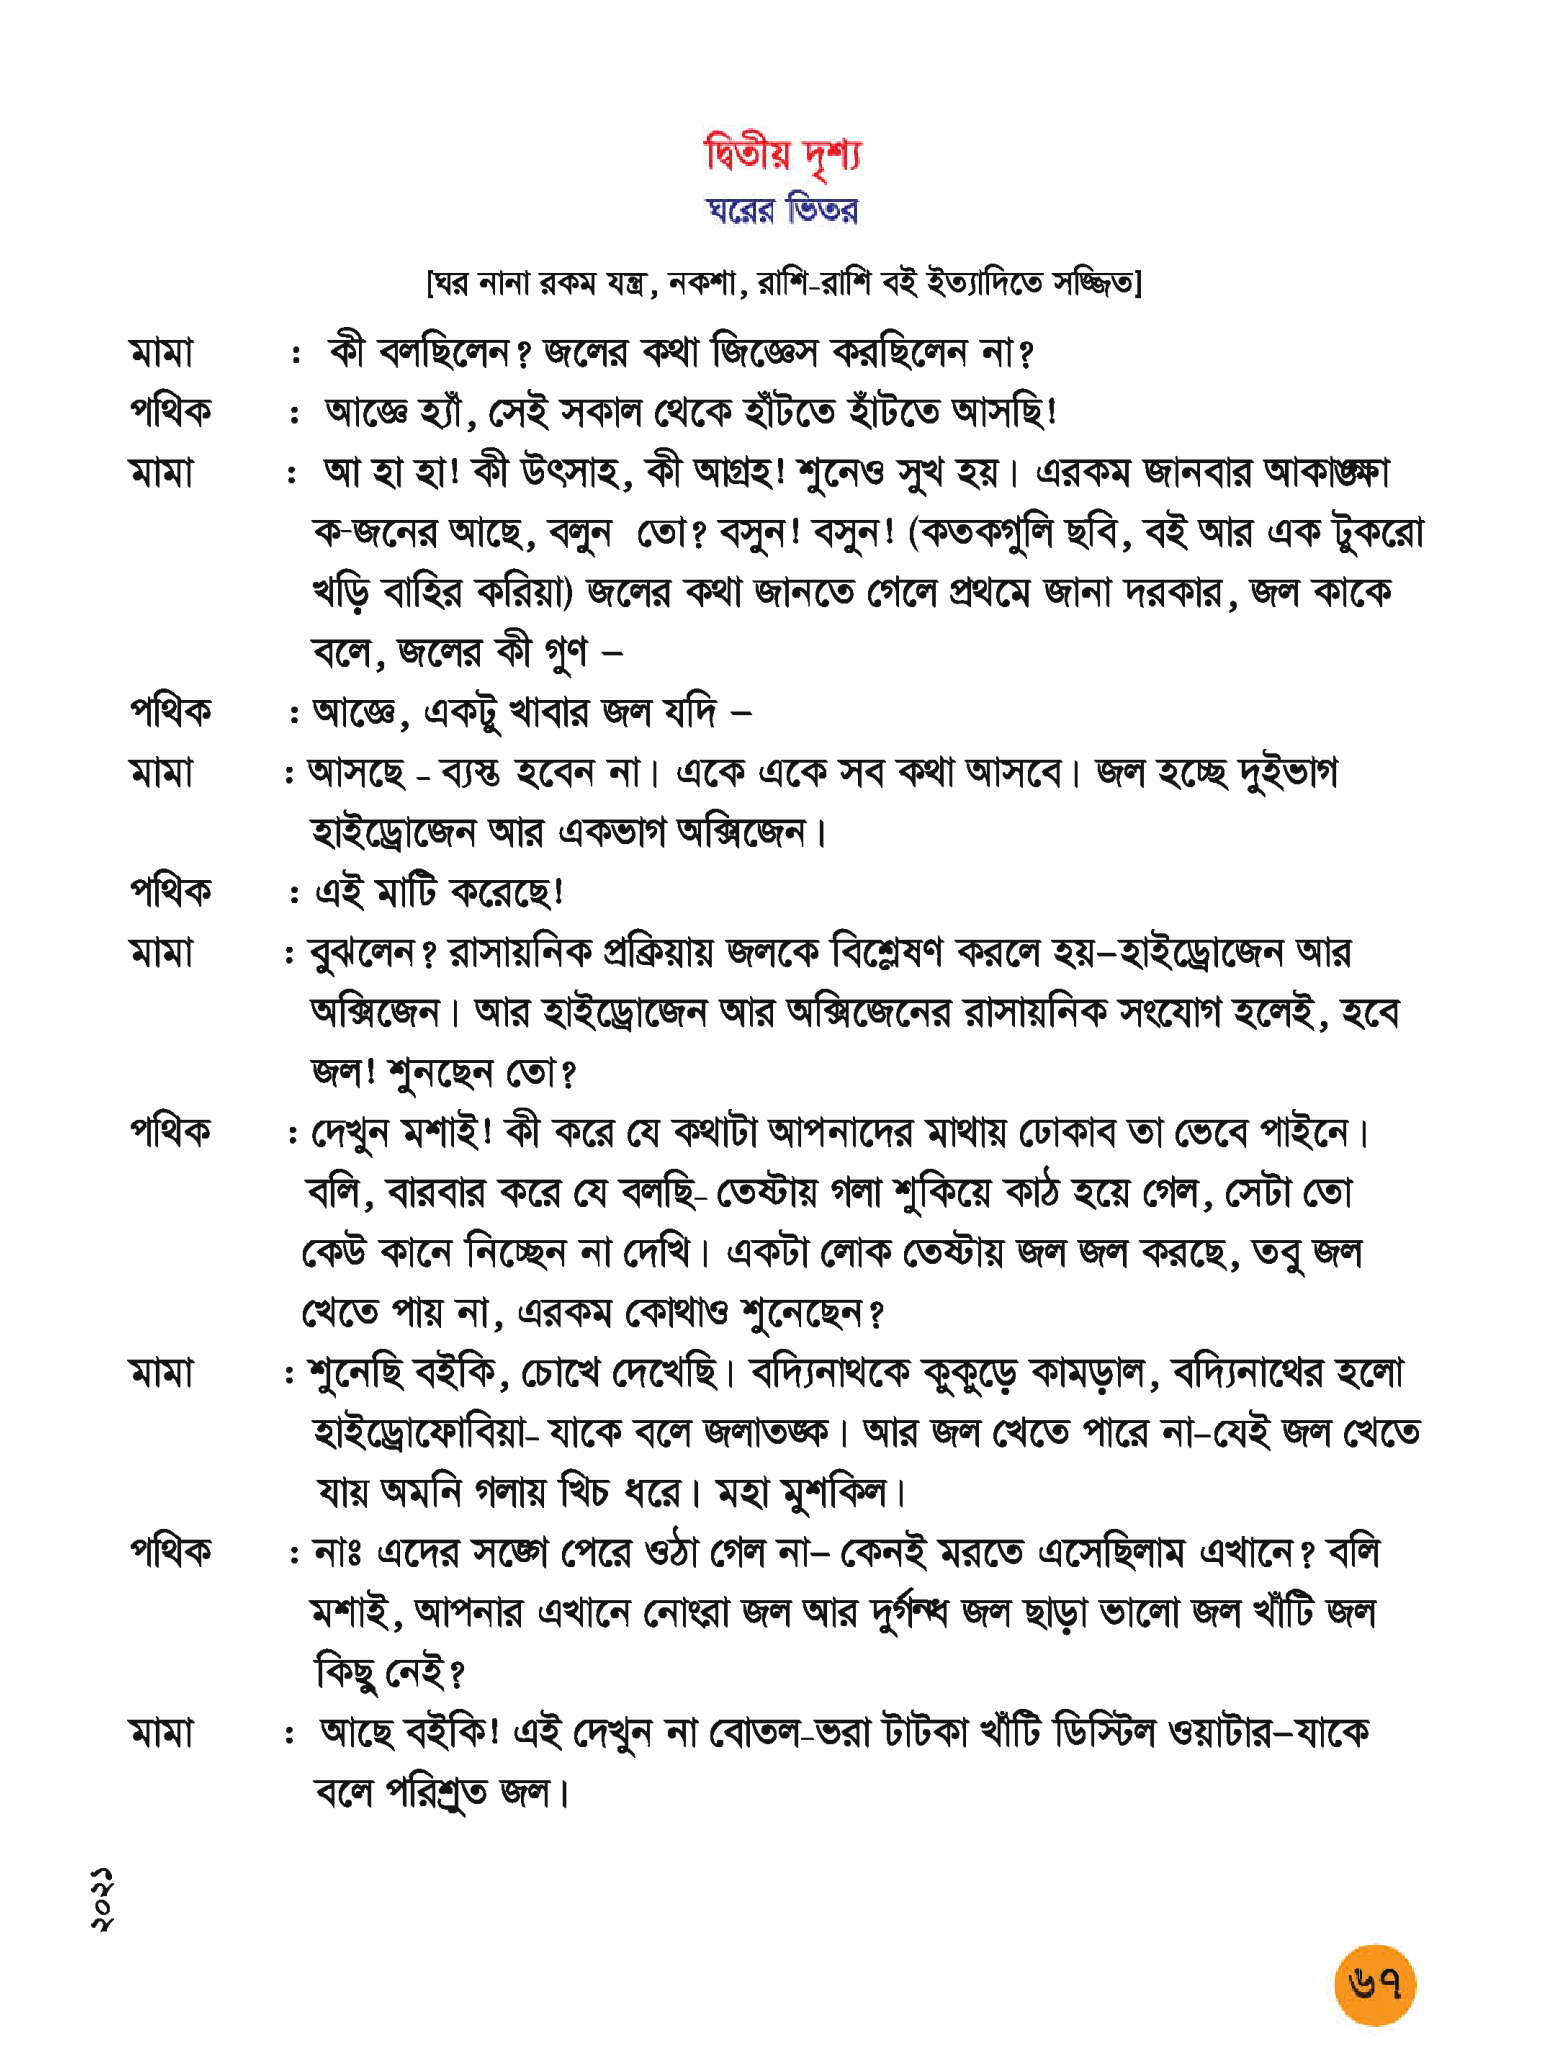 দ্বিতীয় দৃশ্য
ঘরের ভিতর
[ঘর নানা রকম যন্ত্র, নকশা, রাশি-রাশি বই ইত্যাদিতে সজ্জিত]
মামা : কী বলছিলেন? জলের কথা জিজ্ঞেস করছিলেন না?
পথিক : আজ্ঞে হ্যাঁ, সেই সকাল থেকে হাঁটতে হাঁটতে আসছি!
মামা : আ হা হা! কী উৎসাহ, কী আগ্রহ! শুনেও সুখ হয়। এরকম জানবার আকাঙ্ক্ষা
ক-জনের আছে, বলুন তো? বসুন! বসুন! (কতকগুলি ছবি, বই আর এক টুকরো
খড়ি বাহির করিয়া) জলের কথা জানতে গেলে প্রথমে জানা দরকার, জল কাকে
বলে, জলের কী গুণ –
পথিক : আজ্ঞে, একটু খাবার জল যদি –
মামা : আসছে - ব্যস্ত হবেন না। একে একে সব কথা আসবে। জল হচ্ছে দুইভাগ
হাইড্রোজেন আর একভাগ অক্সিজেন।
পথিক : এই মাটি করেছে!
মামা : বুঝলেন? রাসায়নিক প্রক্রিয়ায় জলকে বিশ্লেষণ করলে হয়–হাইড্রোজেন আর
অক্সিজেন। আর হাইড্রোজেন আর অক্সিজেনের রাসায়নিক সংযোগ হলেই, হবে
জল! শুনছেন তো?
পথিক : দেখুন মশাই! কী করে যে কথাটা আপনাদের মাথায় ঢোকাব তা ভেবে পাইনে।
বলি, বারবার করে যে বলছি- তেষ্টায় গলা শুকিয়ে কাঠ হয়ে গেল, সেটা তো
কেউ কানে নিচ্ছেন না দেখি। একটা লোক তেষ্টায় জল জল করছে, তবু জল
খেতে পায় না, এরকম কোথাও শুনেছেন?
মামা : শুনেছি বইকি, চোখে দেখেছি। বদ্যিনাথকে কুকুড়ে কামড়াল, বদ্যিনাথের হলো
হাইড্রোফোবিয়া- যাকে বলে জলাতঙ্ক। আর জল খেতে পারে না–যেই জল খেতে
যায় অমনি গলায় খিচ ধরে। মহা মুশকিল।
পথিক : নাঃ এদের সঙ্গে পেরে ওঠা গেল না– কেনই মরতে এসেছিলাম এখানে? বলি
মশাই, আপনার এখানে নোংরা জল আর দুর্গন্ধ জল ছাড়া ভালো জল খাঁটি জল
কিছু নেই?
মামা : আছে বইকি! এই দেখুন না বোতল-ভরা টাটকা খাঁটি ডিস্টিল ওয়াটার–যাকে
বলে পরিশ্রুত জল।
২০২১
৬৭